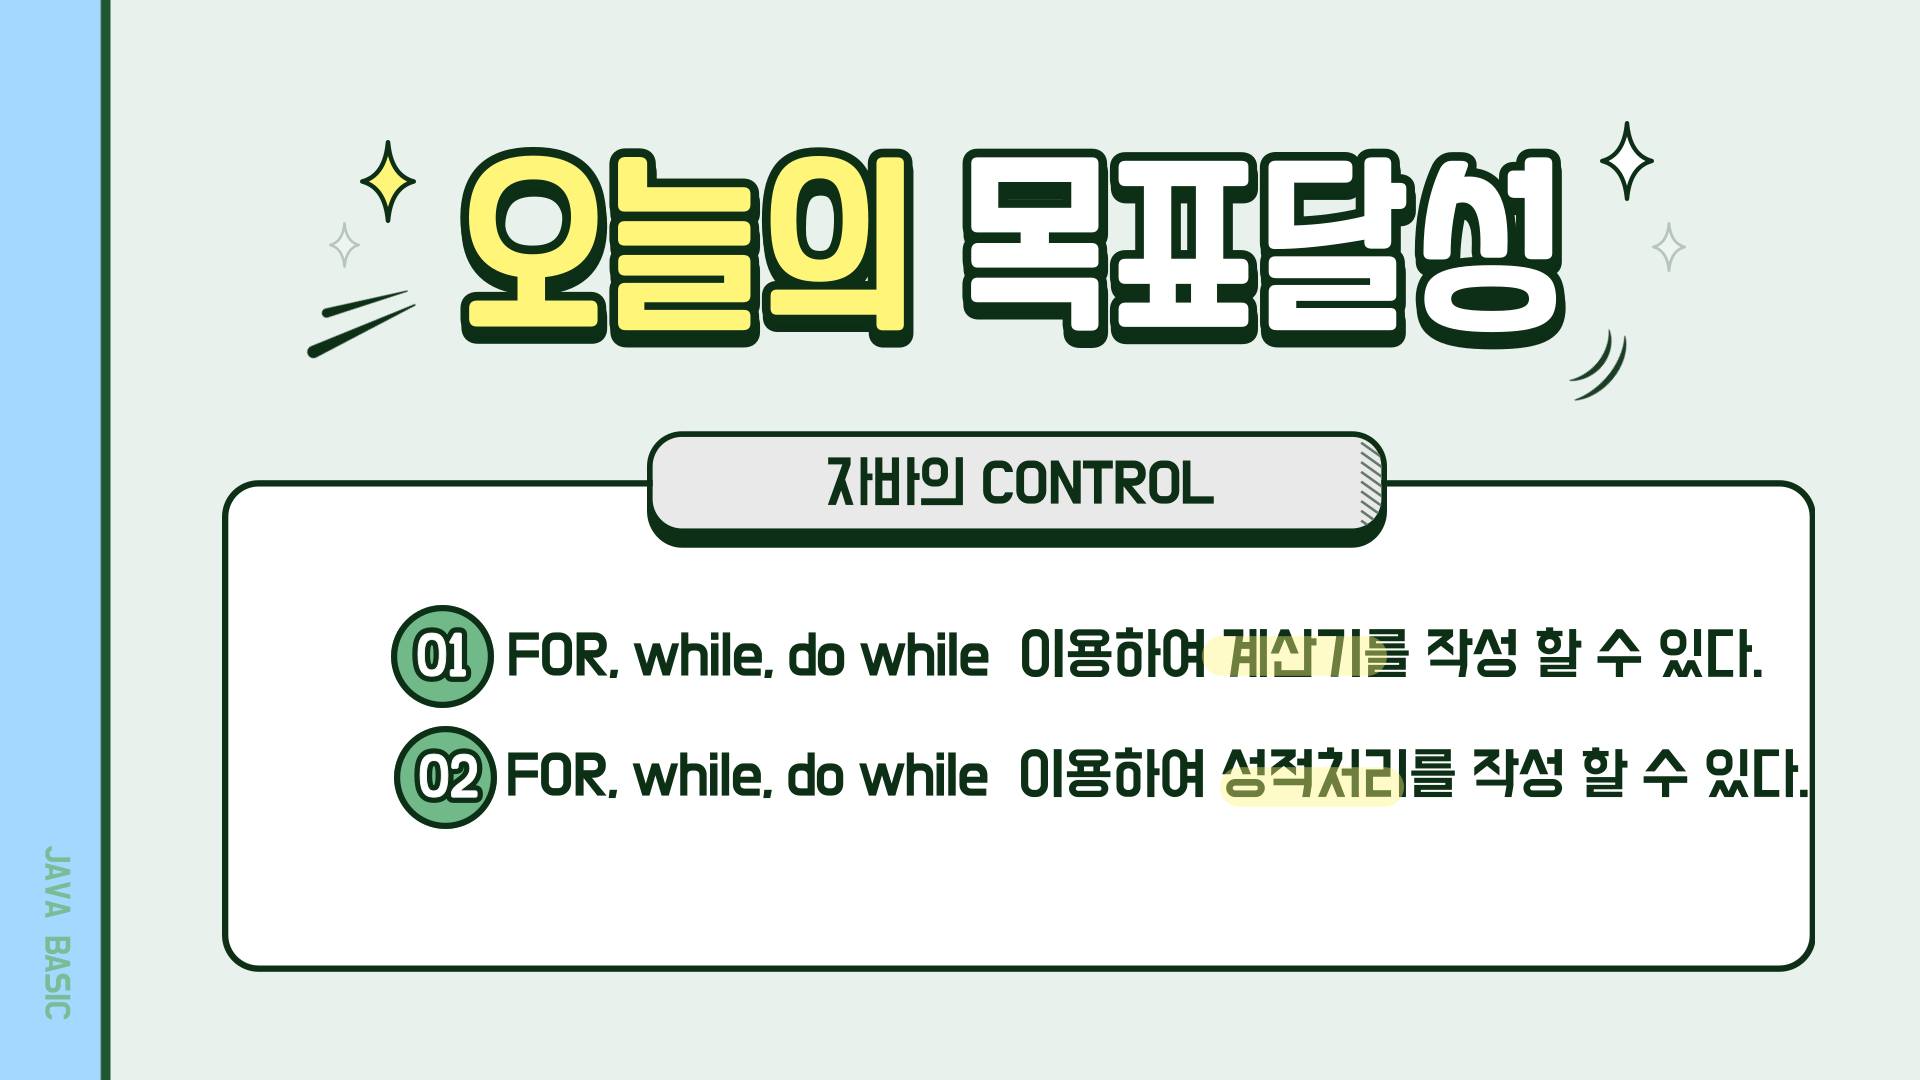 오늘의 목표달성
자바의 CONTROL
01 FOR, while, do while 이용하여 계산기를 작성 할 수 있다.
02 FOR, while, do while 이용하여 성적처리를 작성 할 수 있다.
JAVA BASIC